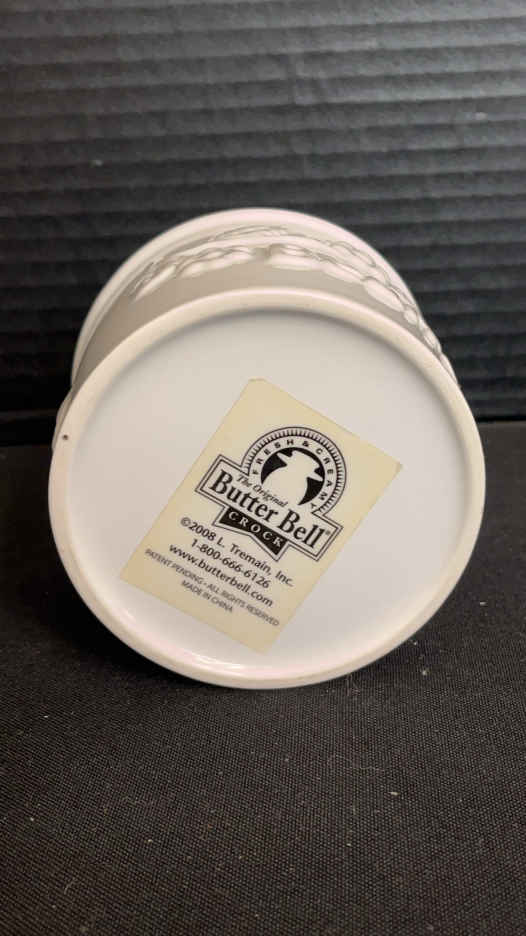 FRESH & CREAMY
The Original
Butter Bell®
CROCK
©2008 L. Tremain, Inc.
1-800-666-6126
www.butterbell.com
PATENT PENDING • ALL RIGHTS RESERVED
MADE IN CHINA